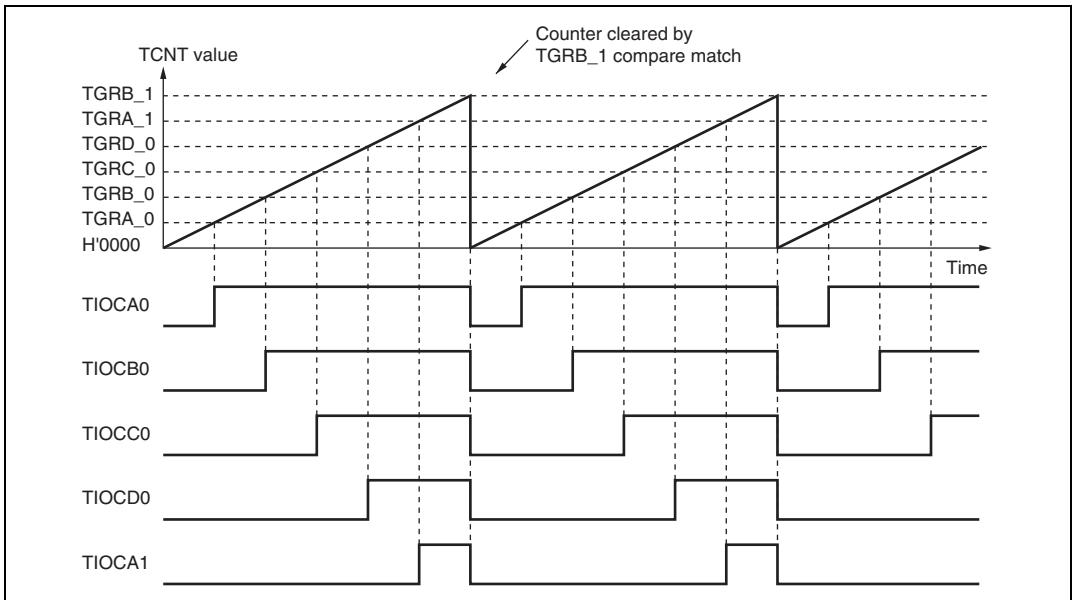 Counter cleared by
TGRB_1 compare match
TCNT value
TGRB_1
TGRA_1
TGRD_0
TGRC_0
TGRB_0
TGRA_0
H'0000
Time
TIOCA0
TIOCB0
TIOCC0
TIOCD0
TIOCA1